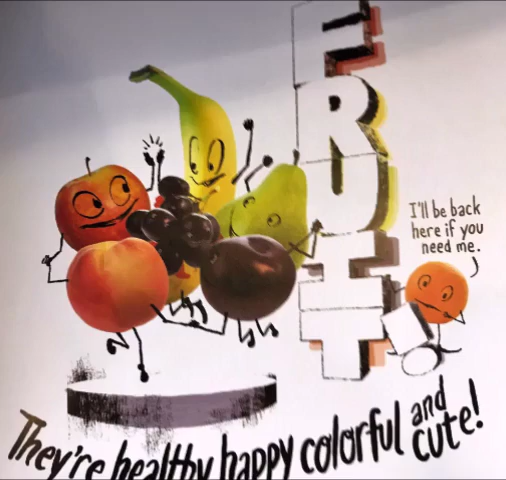 FRUIT!
I'll be back
here if you
need me.
They're healthy happy colorful and cute!